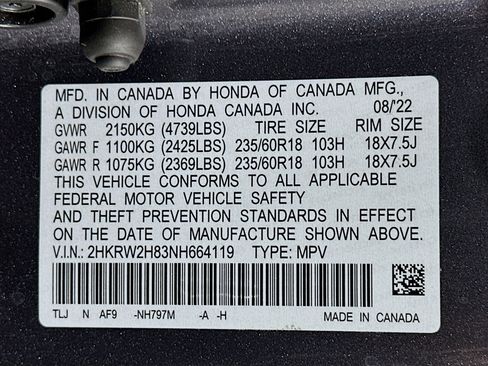 MFD. IN CANADA BY HONDA OF CANADA MFG.,
A DIVISION OF HONDA CANADA INC. 08/'22
GVWR 2150KG (4739LBS) TIRE SIZE RIM SIZE
GAWR F 1100KG (2425LBS) 235/60R18 103H 18X7.5J
GAWR R 1075KG (2369LBS) 235/60R18 103H 18X7.5J
THIS VEHICLE CONFORMS TO ALL APPLICABLE
FEDERAL MOTOR VEHICLE SAFETY
AND THEFT PREVENTION STANDARDS IN EFFECT
ON THE DATE OF MANUFACTURE SHOWN ABOVE.
V.I.N.: 2HKRW2H83NH664119 TYPE: MPV
TLJ N AF9 -NH797M -A -H MADE IN CANADA